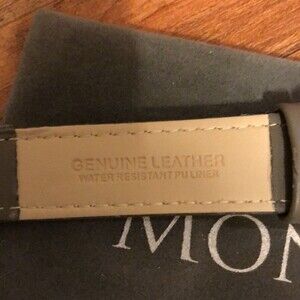 GENUINE LEATHER
WATER RESISTANT PU LINER
MON